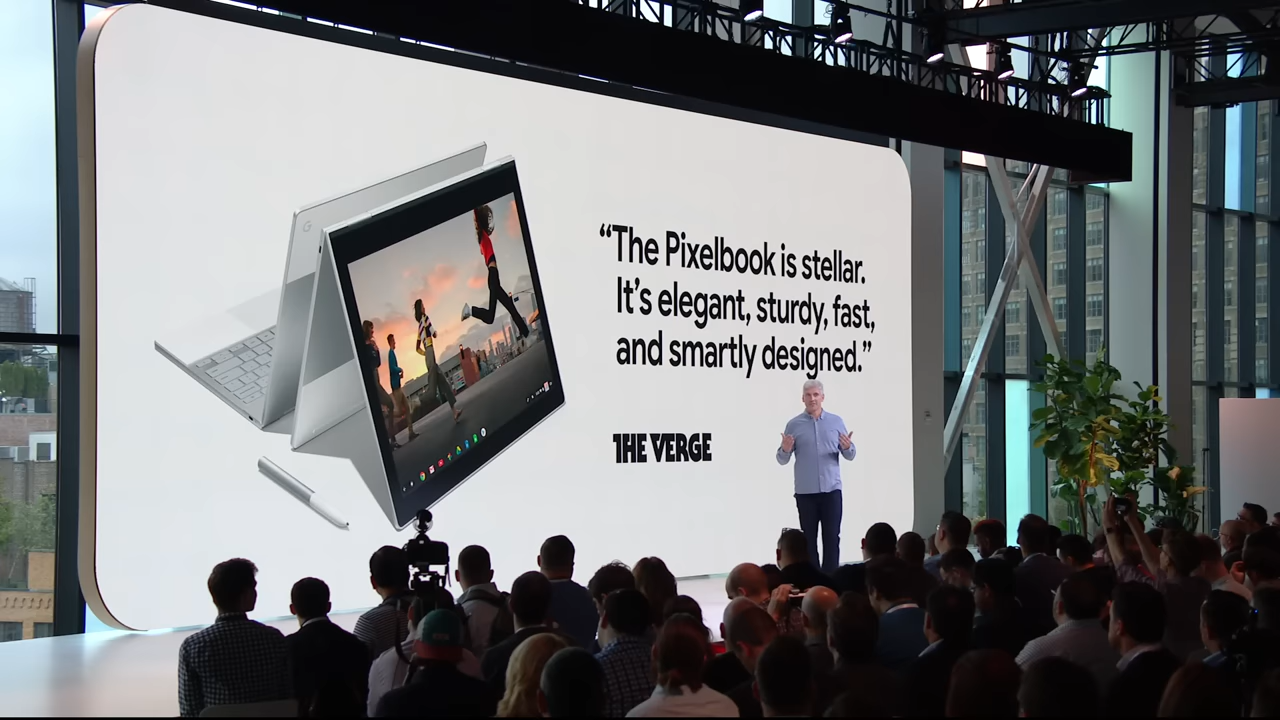 “The Pixelbook is stellar.
It’s elegant, sturdy, fast,
and smartly designed.”
THE VERGE